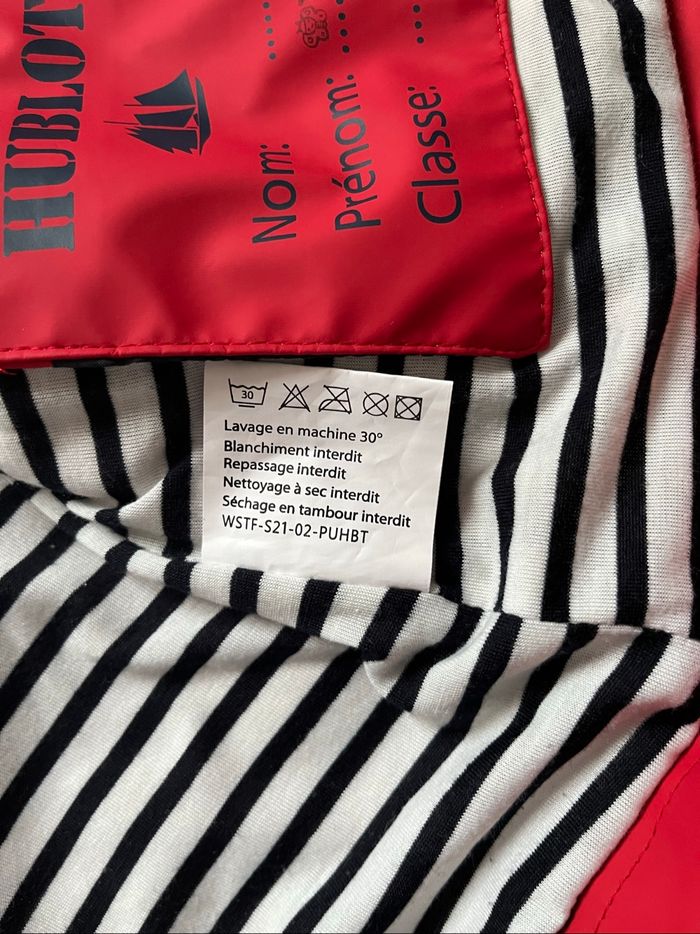 HUBLOT
Nom: ......
Prénom: ....
Classe: ...
30
Lavage en machine 30°
Blanchiment interdit
Repassage interdit
Nettoyage à sec interdit
Séchage en tambour interdit
WSTF-S21-02-PUHBT